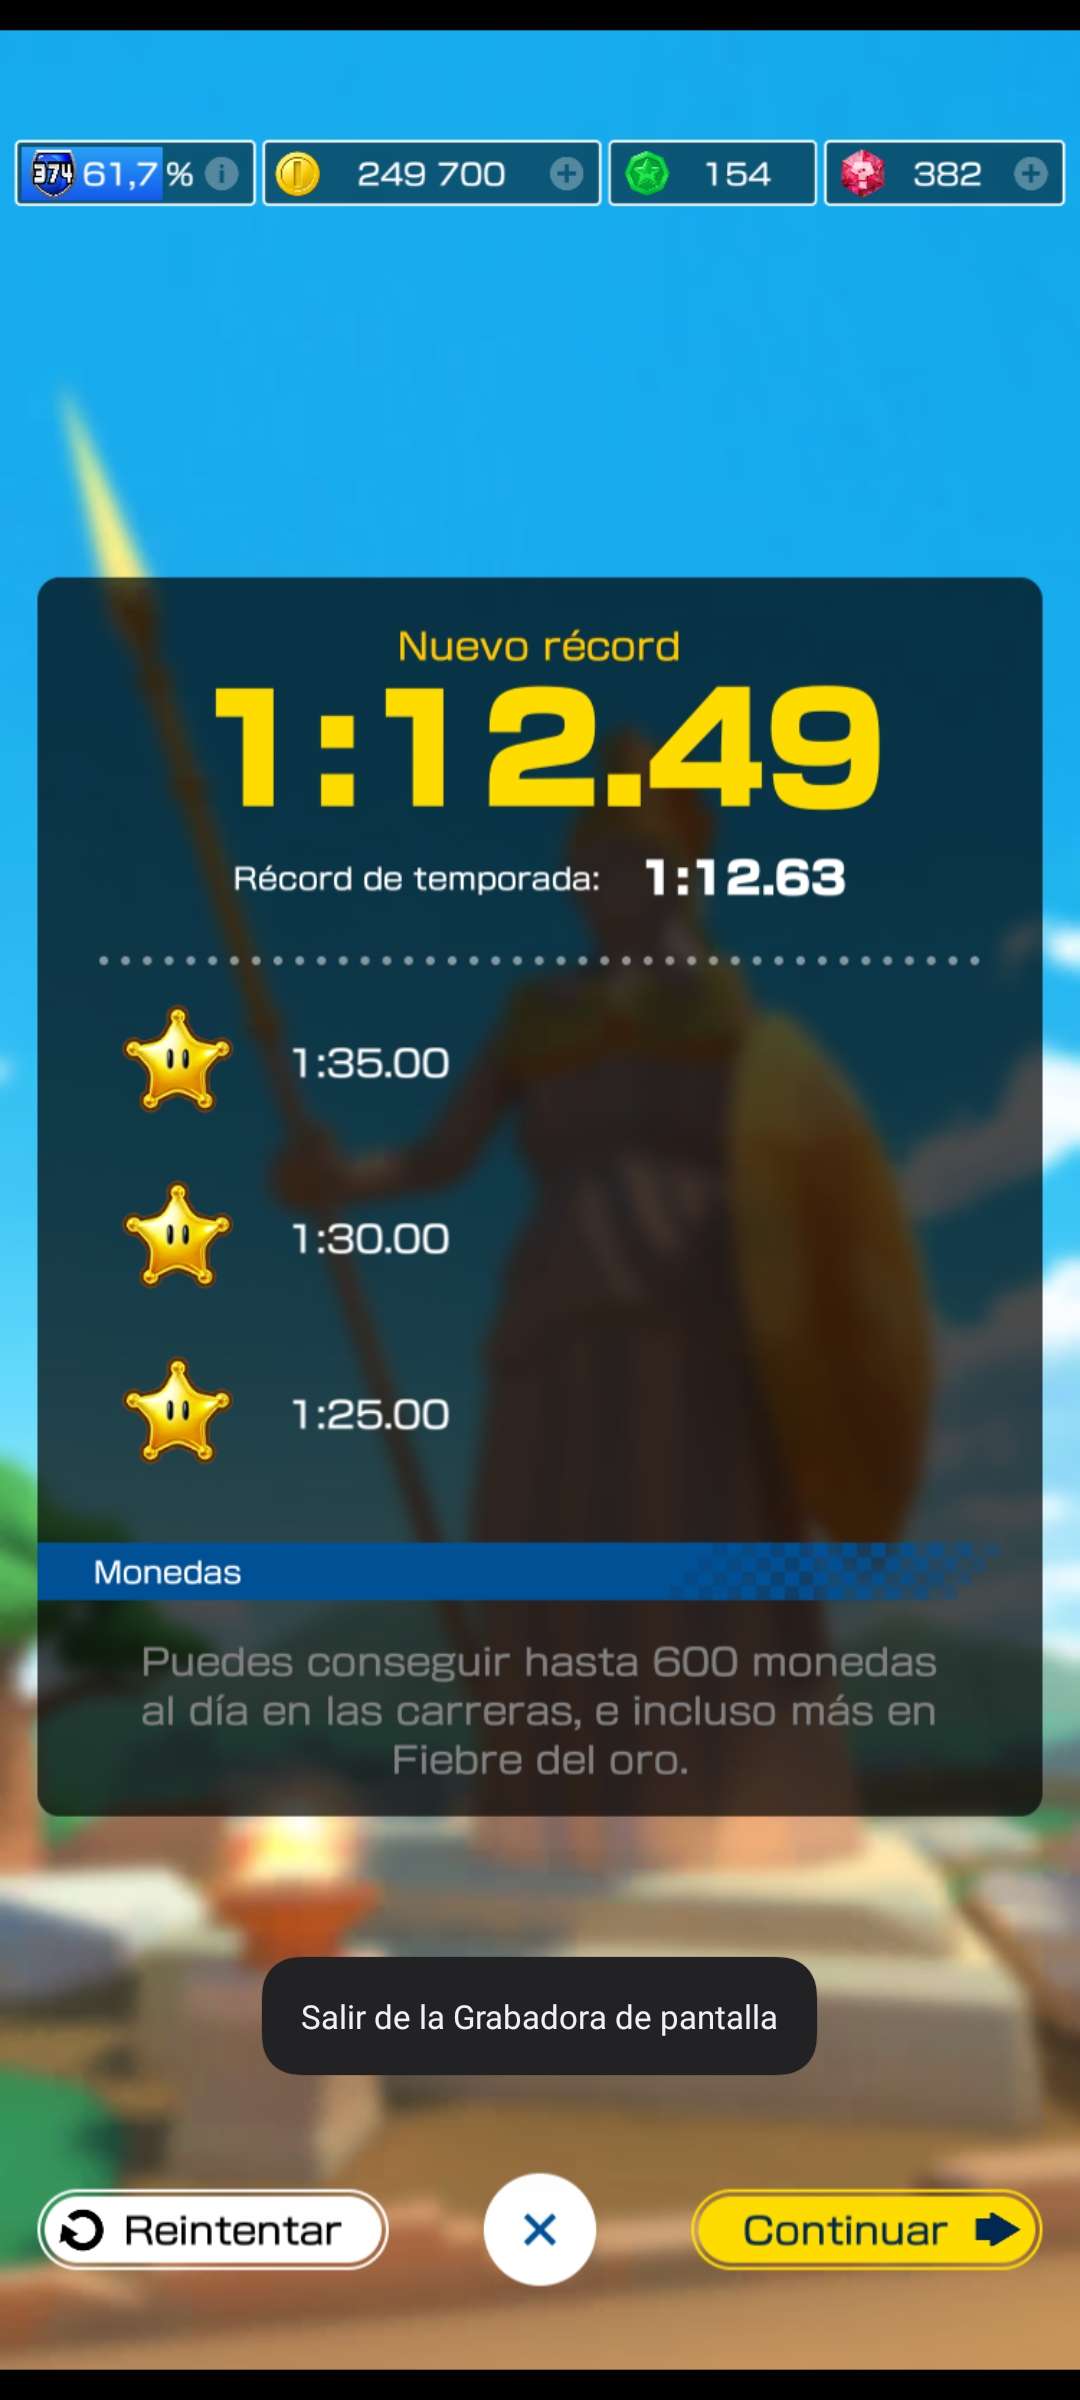 374 61,7 % i 249 700 + 154 382 +
Nuevo récord
1:12.49
Récord de temporada: 1:12.63
1:35.00
1:30.00
1:25.00
Monedas
Puedes conseguir hasta 600 monedas
al día en las carreras, e incluso más en
Fiebre del oro.
Salir de la Grabadora de pantalla
Reintentar × Continuar